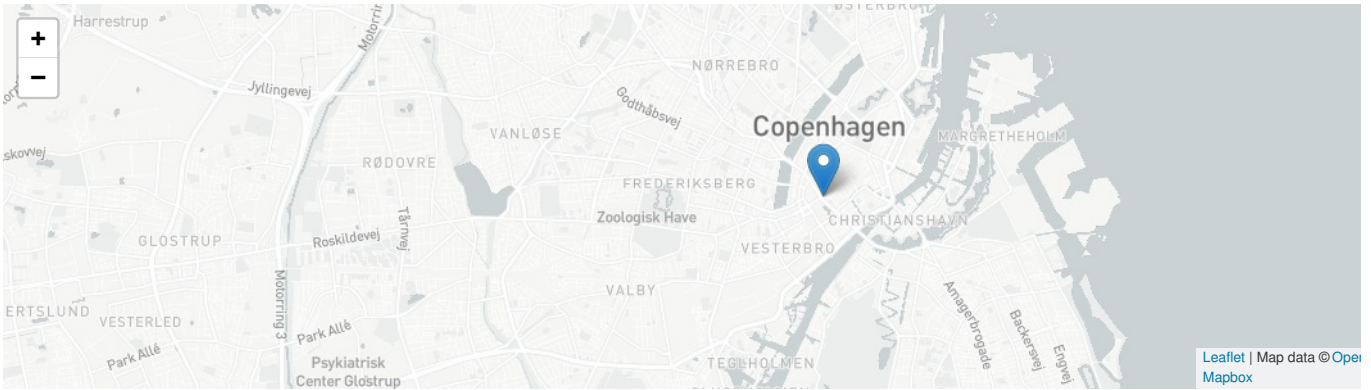 ØSTERBRO
Harrestrup
+
−
Motorring
NØRREBRO
Jyllingevej
Godthåbsvej
Copenhagen
VANLØSE
MARGRETHEHOLM
skovvej
RØDOVRE
FREDERIKSBERG
Tårnvej
Zoologisk Have
CHRISTIANSHAVN
GLOSTRUP
Roskildevej
VESTERBRO
Motorring 3
VALBY
Amagerbrogade
ERTSLUND
VESTERLED
Backersvej
Park Allé
Engvej
Park Allé
Psykiatrisk
Center Glostrup
TEGLHOLMEN
Leaflet | Map data © Open
Mapbox